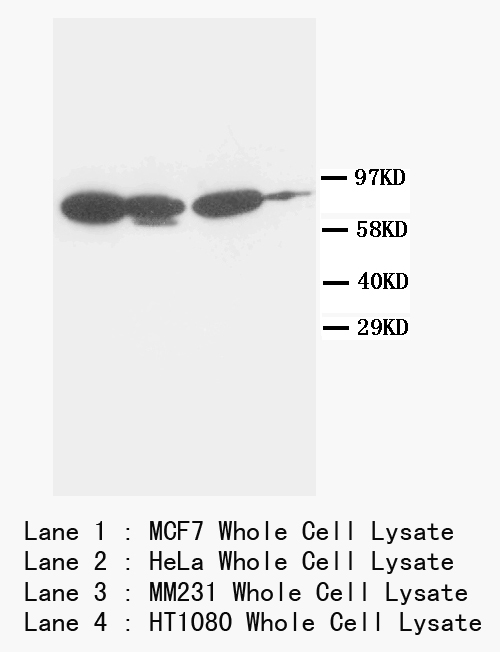 97KD
58KD
40KD
29KD
Lane 1 : MCF7 Whole Cell Lysate
Lane 2 : HeLa Whole Cell Lysate
Lane 3 : MM231 Whole Cell Lysate
Lane 4 : HT1080 Whole Cell Lysate